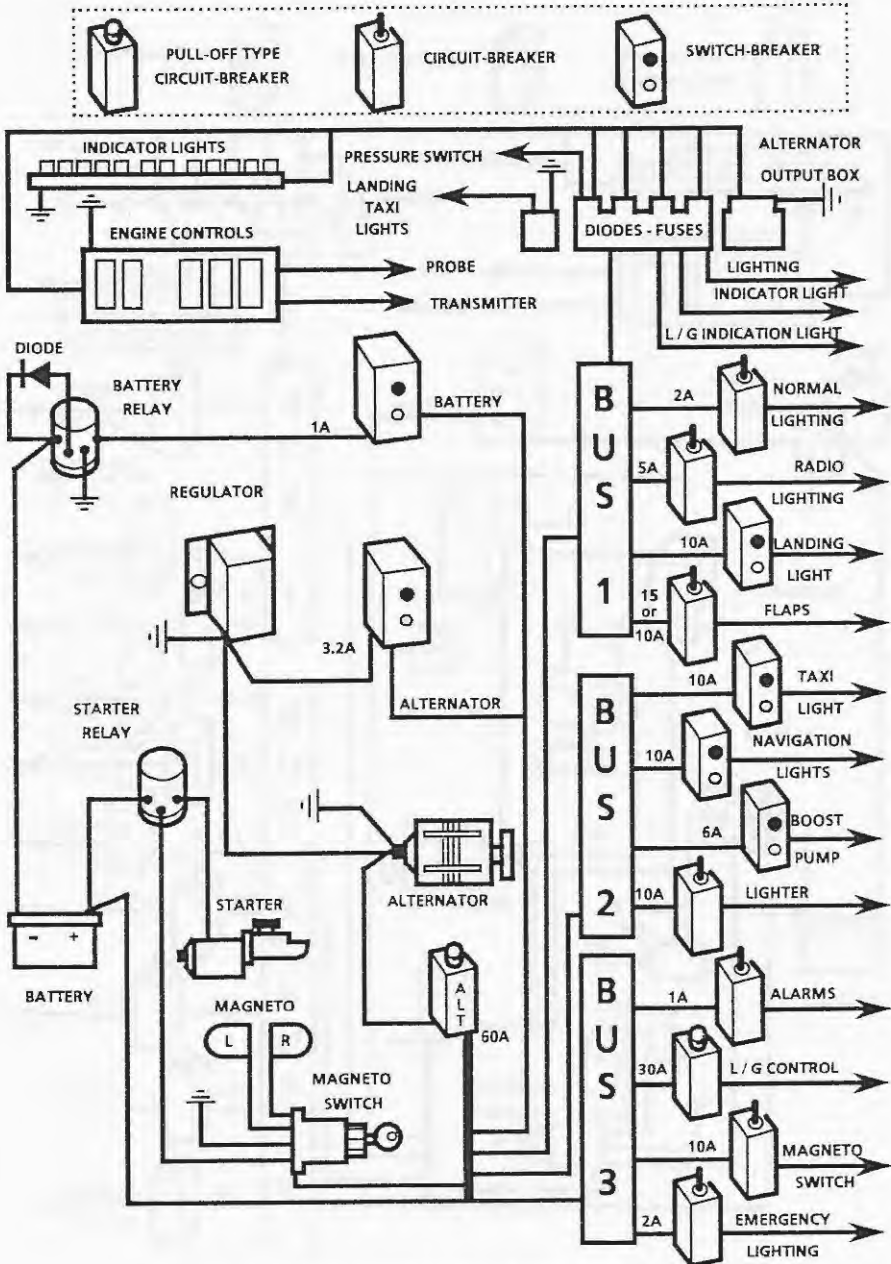 PULL-OFF TYPE
CIRCUIT-BREAKER
CIRCUIT-BREAKER
SWITCH-BREAKER
INDICATOR LIGHTS
PRESSURE SWITCH
ALTERNATOR
OUTPUT BOX
LANDING
TAXI
LIGHTS
DIODES - FUSES
ENGINE CONTROLS
PROBE
TRANSMITTER
LIGHTING
INDICATOR LIGHT
L / G INDICATION LIGHT
DIODE
BATTERY
RELAY
1A
BATTERY
BUS 1
2A
NORMAL
LIGHTING
5A
RADIO
LIGHTING
10A
LANDING
LIGHT
15
or
10A
FLAPS
REGULATOR
3.2A
ALTERNATOR
STARTER
RELAY
BUS 2
10A
TAXI
LIGHT
10A
NAVIGATION
LIGHTS
6A
BOOST
PUMP
10A
LIGHTER
ALTERNATOR
STARTER
- +
BATTERY
MAGNETO
L R
ALT
60A
MAGNETO
SWITCH
BUS 3
1A
ALARMS
30A
L / G CONTROL
10A
MAGNETO
SWITCH
2A
EMERGENCY
LIGHTING